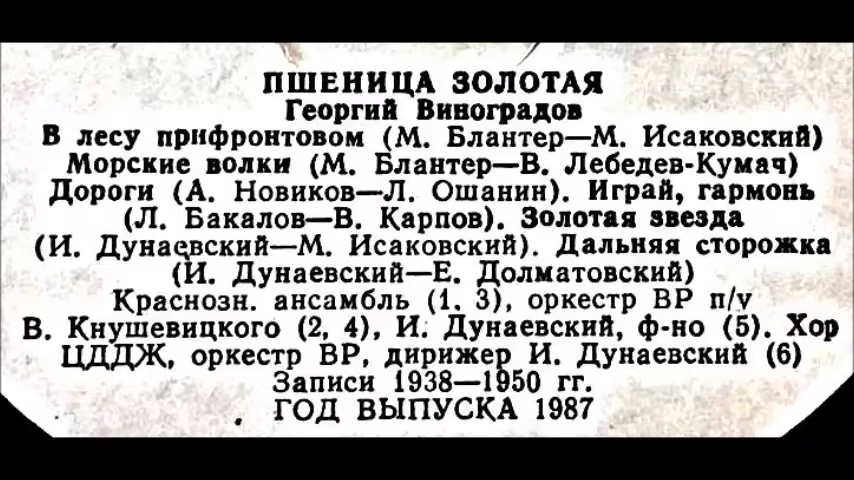 ПШЕНИЦА ЗОЛОТАЯ
Георгий Виноградов
В лесу прифронтовом (М. Блантер—М. Исаковский)
Морские волки (М. Блантер—В. Лебедев-Кумач)
Дороги (А. Новиков—Л. Ошанин). Играй, гармонь
(Л. Бакалов—В. Карпов). Золотая звезда
(И. Дунаевский—М. Исаковский). Дальняя сторожка
(И. Дунаевский—Е. Долматовский)
Краснозн. ансамбль (1, 3), оркестр ВР п/у
В. Кнушевицкого (2, 4), И. Дунаевский, ф-но (5). Хор
ЦДДЖ, оркестр ВР, дирижер И. Дунаевский (6)
Записи 1938—1950 гг.
ГОД ВЫПУСКА 1987